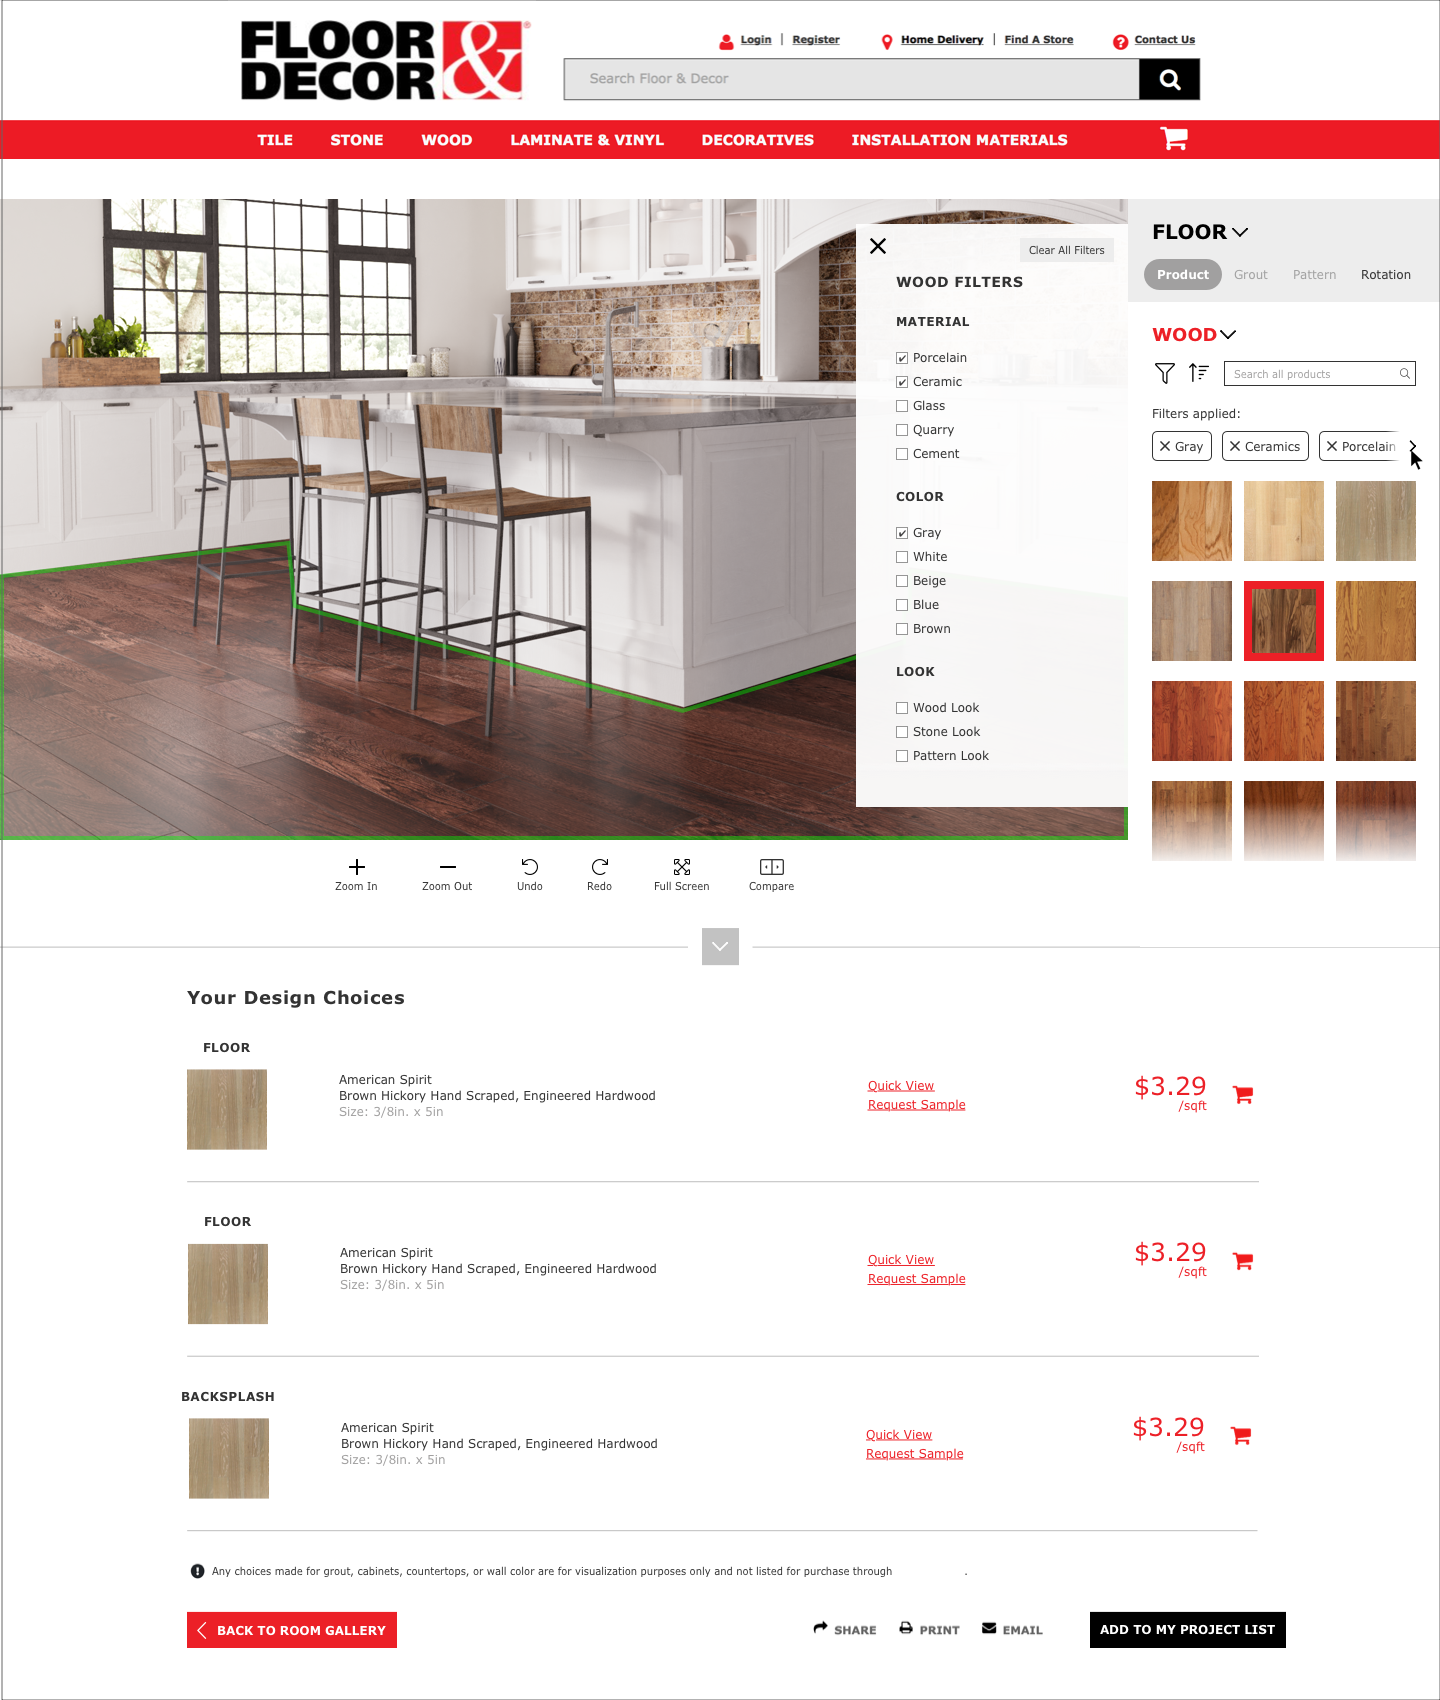 FLOOR & DECOR®
Login | Register
Home Delivery | Find A Store
Contact Us
Search Floor & Decor
TILE STONE WOOD LAMINATE & VINYL DECORATIVES INSTALLATION MATERIALS
Clear All Filters
WOOD FILTERS
MATERIAL
Porcelain
Ceramic
Glass
Quarry
Cement
COLOR
Gray
White
Beige
Blue
Brown
LOOK
Wood Look
Stone Look
Pattern Look
FLOOR
Product Grout Pattern Rotation
WOOD
Search all products
Filters applied:
Gray Ceramics Porcelain
Zoom In Zoom Out Undo Redo Full Screen Compare
Your Design Choices
FLOOR
American Spirit
Brown Hickory Hand Scraped, Engineered Hardwood
Size: 3/8in. x 5in
Quick View
Request Sample
$3.29
/sqft
FLOOR
American Spirit
Brown Hickory Hand Scraped, Engineered Hardwood
Size: 3/8in. x 5in
Quick View
Request Sample
$3.29
/sqft
BACKSPLASH
American Spirit
Brown Hickory Hand Scraped, Engineered Hardwood
Size: 3/8in. x 5in
Quick View
Request Sample
$3.29
/sqft
Any choices made for grout, cabinets, countertops, or wall color are for visualization purposes only and not listed for purchase through .
BACK TO ROOM GALLERY
SHARE PRINT EMAIL
ADD TO MY PROJECT LIST